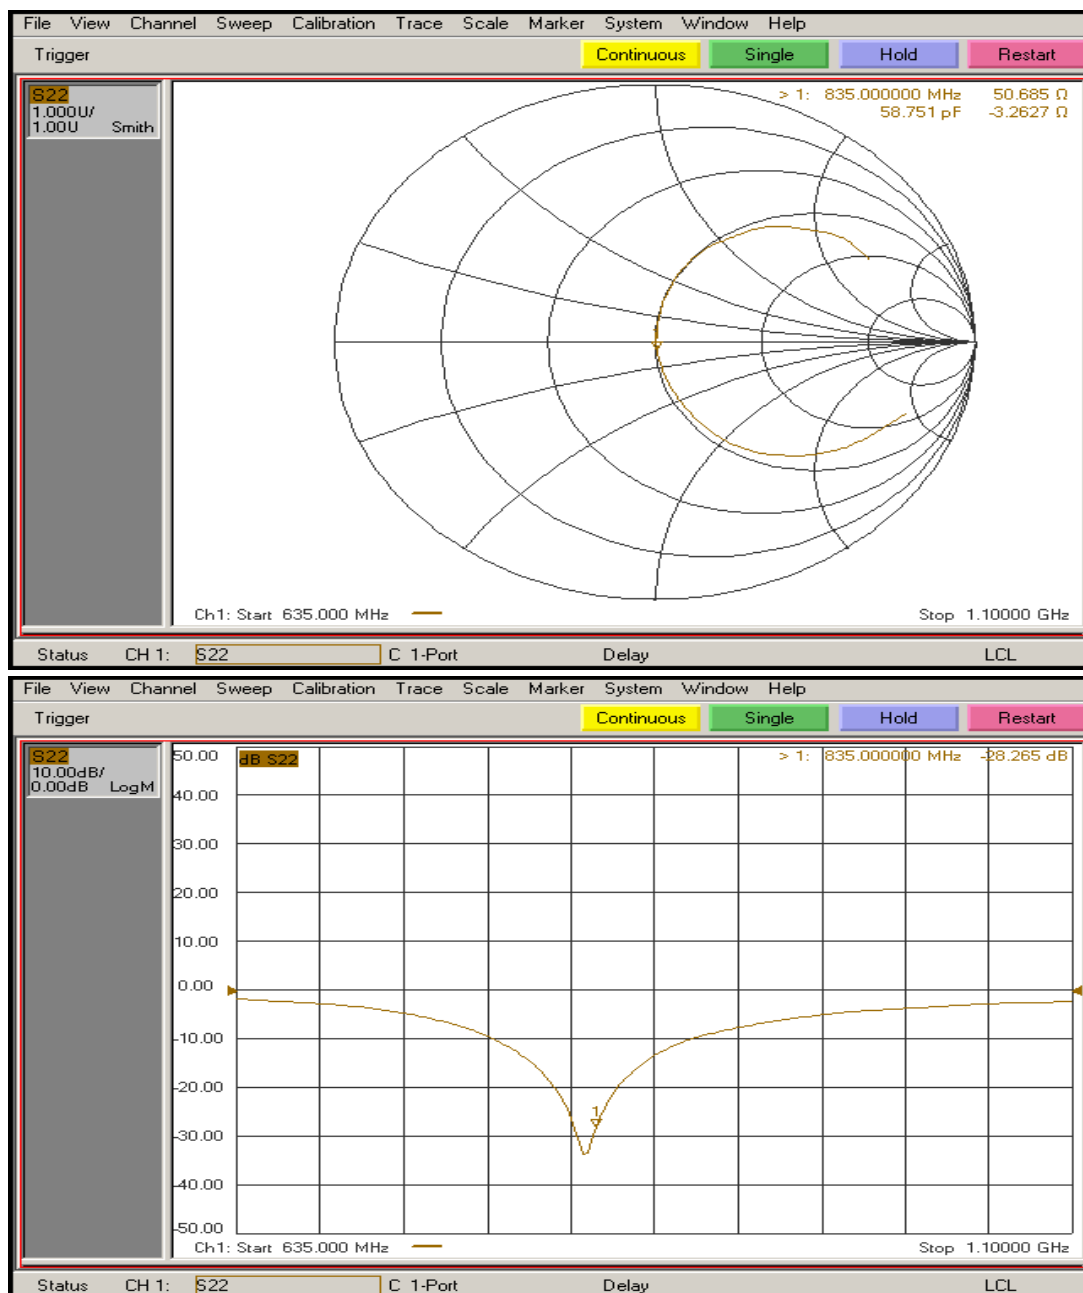 File View Channel Sweep Calibration Trace Scale Marker System Window Help
Trigger Continuous Single Hold Restart
S22
1.000U/
1.00U Smith
> 1: 835.000000 MHz 50.685 Ω
58.751 pF -3.2627 Ω
Ch1: Start 635.000 MHz Stop 1.10000 GHz
Status CH 1: S22 C 1-Port Delay LCL
File View Channel Sweep Calibration Trace Scale Marker System Window Help
Trigger Continuous Single Hold Restart
S22
10.00dB/
0.00dB LogM
50.00 dB S22 > 1: 835.000000 MHz -28.265 dB
40.00
30.00
20.00
10.00
0.00
-10.00
-20.00
1
-30.00
-40.00
-50.00
Ch1: Start 635.000 MHz Stop 1.10000 GHz
Status CH 1: S22 C 1-Port Delay LCL